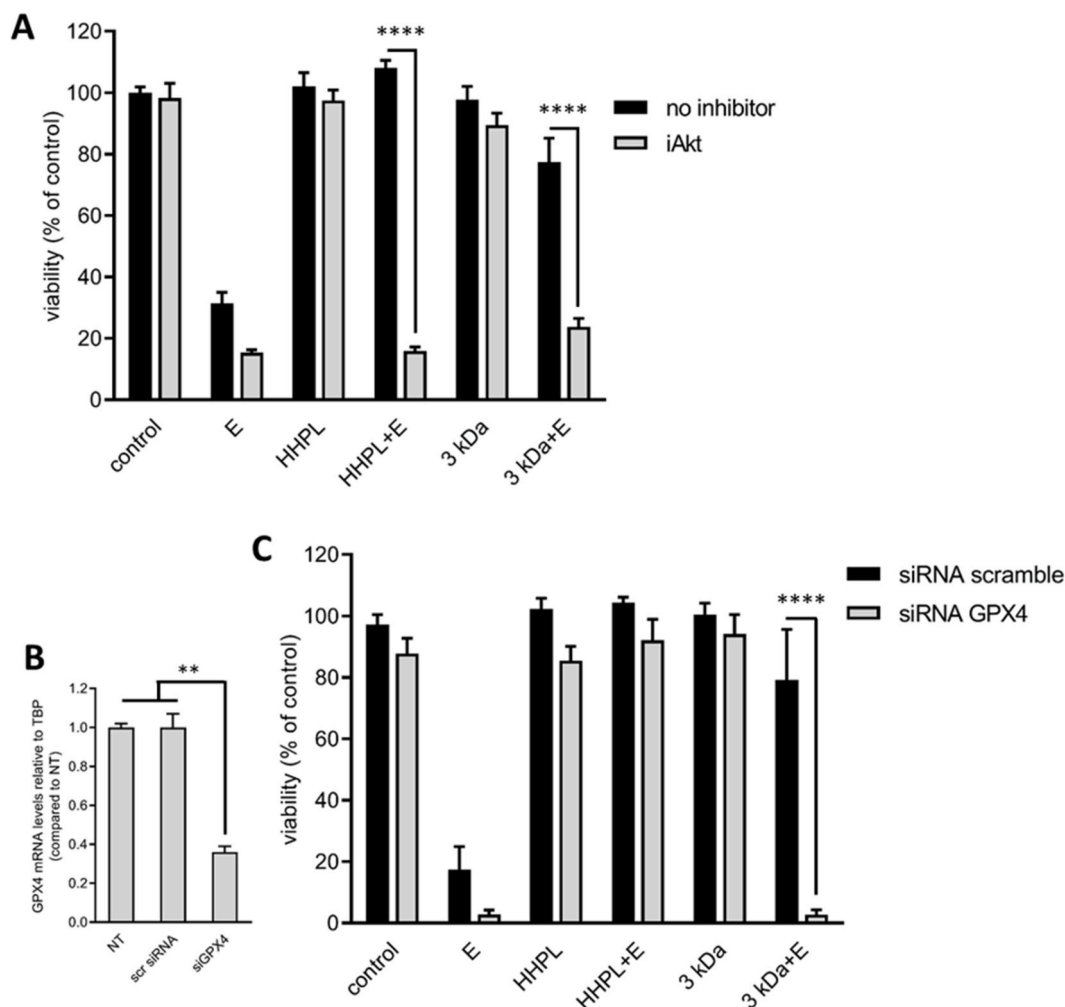 A
120
100
80
60
40
20
0
viability (% of control)
****
****
no inhibitor
iAkt
control
E
HHPL
HHPL+E
3 kDa
3 kDa+E
B
1.2
1.0
0.8
0.6
0.4
0.2
0.0
GPX4 mRNA levels relative to TBP
(compared to NT)
**
NT
scr siRNA
siGPX4
C
120
100
80
60
40
20
0
viability (% of control)
****
siRNA scramble
siRNA GPX4
control
E
HHPL
HHPL+E
3 kDa
3 kDa+E